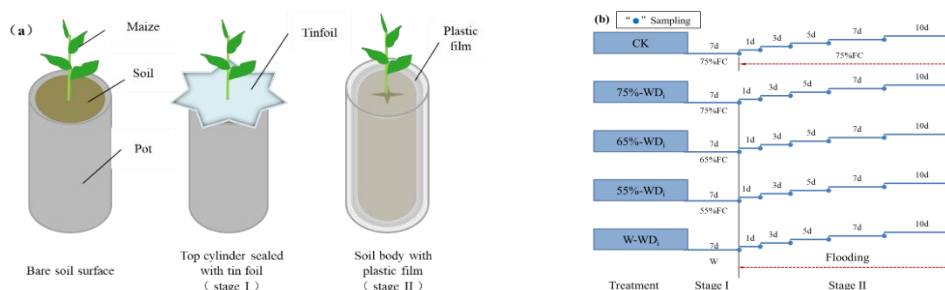 (a)
Maize
Soil
Pot
Tinfoil
Plastic
film
Bare soil surface
Top cylinder sealed
with tin foil
( stage I )
Soil body with
plastic film
( stage II )
(b)
“ ” Sampling
CK
7d
75%FC
1d
3d
5d
7d
10d
75%FC
75%-WDi
7d
75%FC
1d
3d
5d
7d
10d
65%-WDi
7d
65%FC
1d
3d
5d
7d
10d
55%-WDi
7d
55%FC
1d
3d
5d
7d
10d
W-WDi
7d
W
1d
3d
5d
7d
10d
Flooding
Treatment
Stage I
Stage II